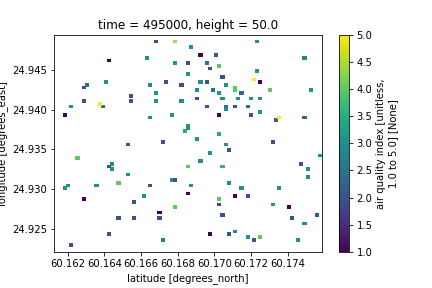 time = 495000, height = 50.0
24.945
24.940
24.935
24.930
24.925
longitude [degrees_east]
60.162 60.164 60.166 60.168 60.170 60.172 60.174
latitude [degrees_north]
5.0
4.5
4.0
3.5
3.0
2.5
2.0
1.5
1.0
air quality index [unitless,
1.0 to 5.0] [None]